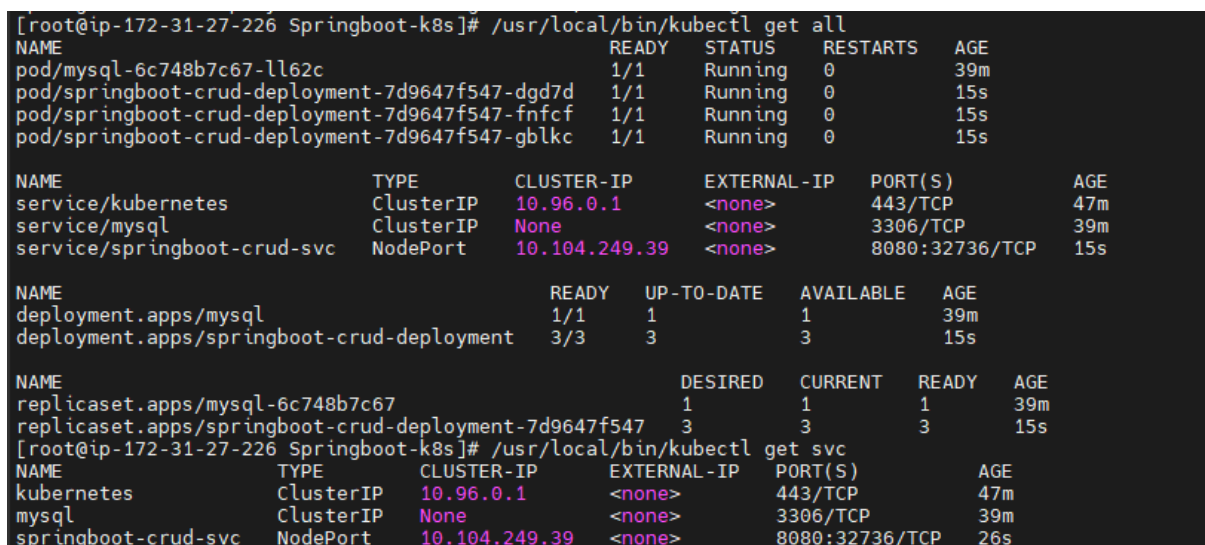 [root@ip-172-31-27-226 Springboot-k8s]# /usr/local/bin/kubectl get all
NAME READY STATUS RESTARTS AGE
pod/mysql-6c748b7c67-ll62c 1/1 Running 0 39m
pod/springboot-crud-deployment-7d9647f547-dgd7d 1/1 Running 0 15s
pod/springboot-crud-deployment-7d9647f547-fnfcf 1/1 Running 0 15s
pod/springboot-crud-deployment-7d9647f547-gblkc 1/1 Running 0 15s
NAME TYPE CLUSTER-IP EXTERNAL-IP PORT(S) AGE
service/kubernetes ClusterIP 10.96.0.1 <none> 443/TCP 47m
service/mysql ClusterIP None <none> 3306/TCP 39m
service/springboot-crud-svc NodePort 10.104.249.39 <none> 8080:32736/TCP 15s
NAME READY UP-TO-DATE AVAILABLE AGE
deployment.apps/mysql 1/1 1 1 39m
deployment.apps/springboot-crud-deployment 3/3 3 3 15s
NAME DESIRED CURRENT READY AGE
replicaset.apps/mysql-6c748b7c67 1 1 1 39m
replicaset.apps/springboot-crud-deployment-7d9647f547 3 3 3 15s
[root@ip-172-31-27-226 Springboot-k8s]# /usr/local/bin/kubectl get svc
NAME TYPE CLUSTER-IP EXTERNAL-IP PORT(S) AGE
kubernetes ClusterIP 10.96.0.1 <none> 443/TCP 47m
mysql ClusterIP None <none> 3306/TCP 39m
springboot-crud-svc NodePort 10.104.249.39 <none> 8080:32736/TCP 26s